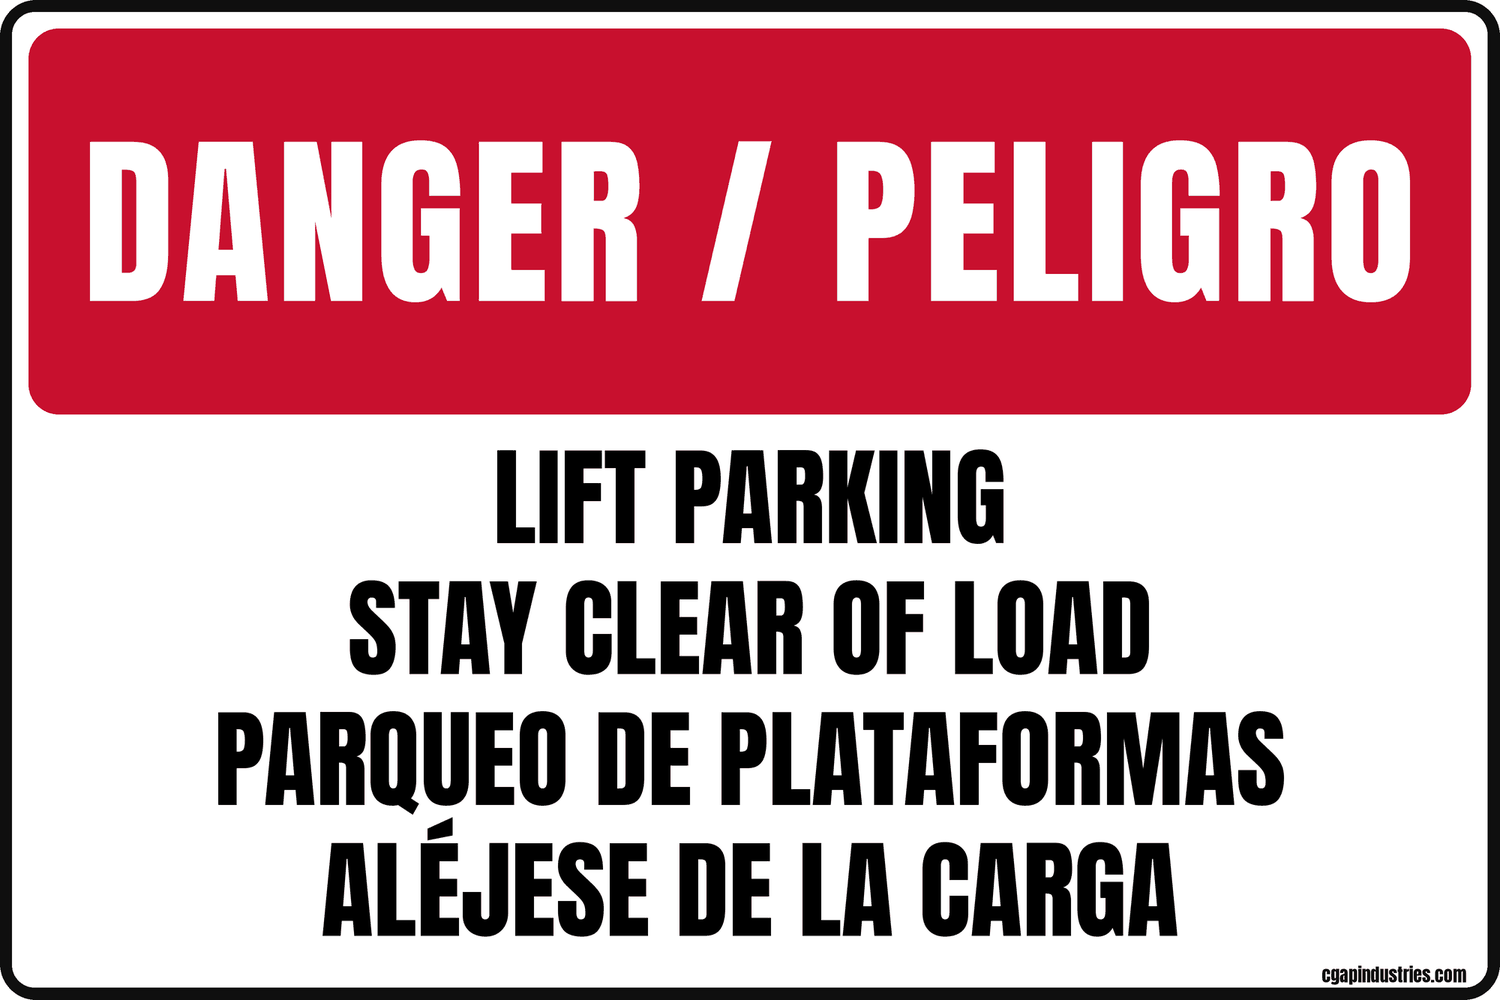 DANGER / PELIGRO
LIFT PARKING
STAY CLEAR OF LOAD
PARQUEO DE PLATAFORMAS
ALÉJESE DE LA CARGA
cgapindustries.com